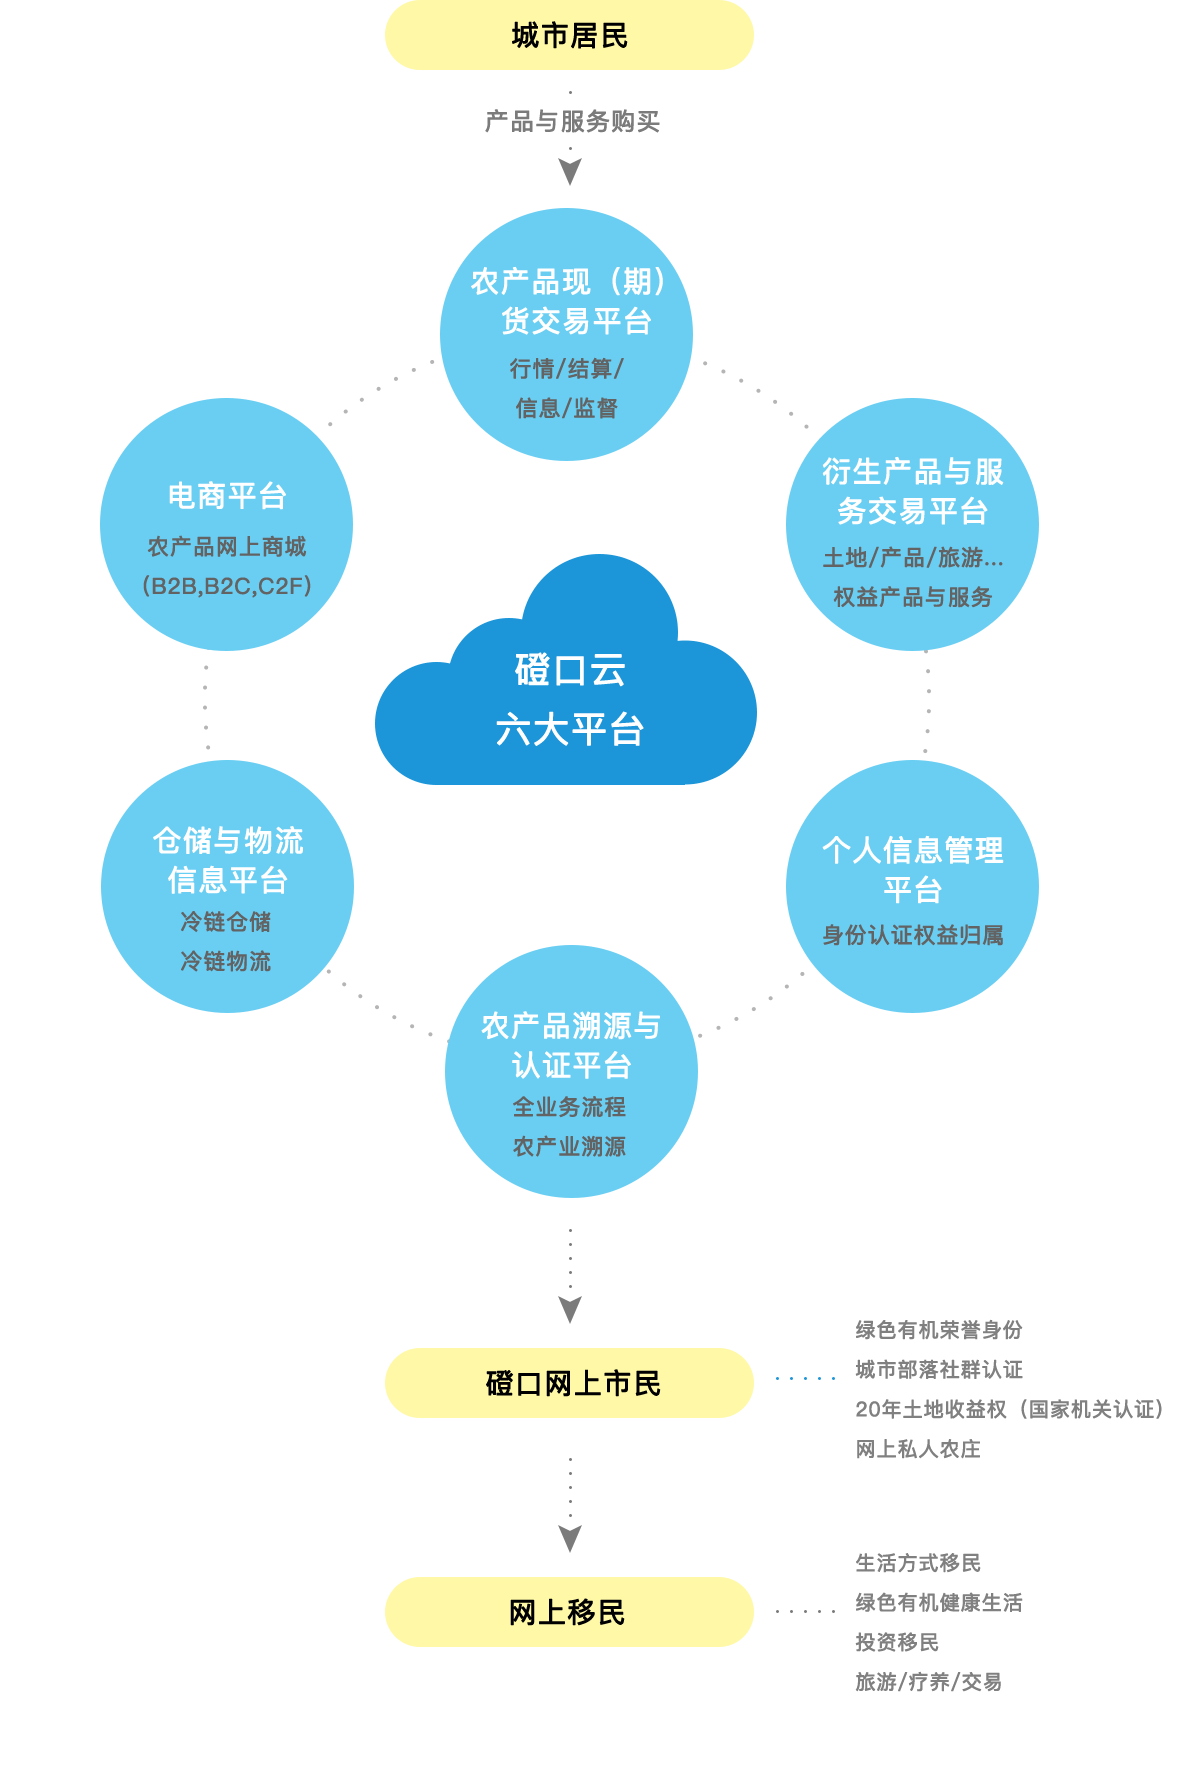 城市居民
产品与服务购买
农产品现（期）
货交易平台
行情/结算/
信息/监督
电商平台
农产品网上商城
(B2B,B2C,C2F)
衍生产品与服
务交易平台
土地/产品/旅游...
权益产品与服务
磴口云
六大平台
仓储与物流
信息平台
冷链仓储
冷链物流
个人信息管理
平台
身份认证权益归属
农产品溯源与
认证平台
全业务流程
农产业溯源
磴口网上市民
绿色有机荣誉身份
城市部落社群认证
20年土地收益权（国家机关认证）
网上私人农庄
网上移民
生活方式移民
绿色有机健康生活
投资移民
旅游/疗养/交易